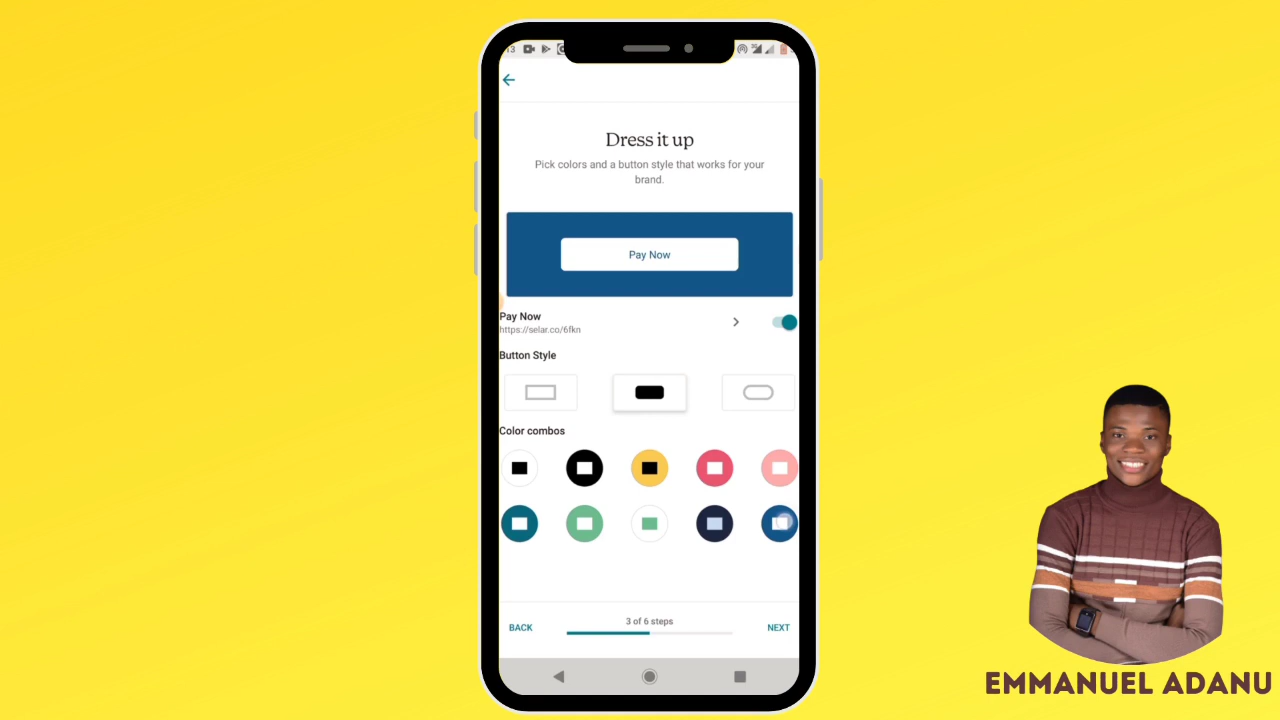 Dress it up
Pick colors and a button style that works for your
brand.
Pay Now
Pay Now
https://selar.co/6fkn
Button Style
Color combos
BACK
3 of 6 steps
NEXT
EMMANUEL ADANU